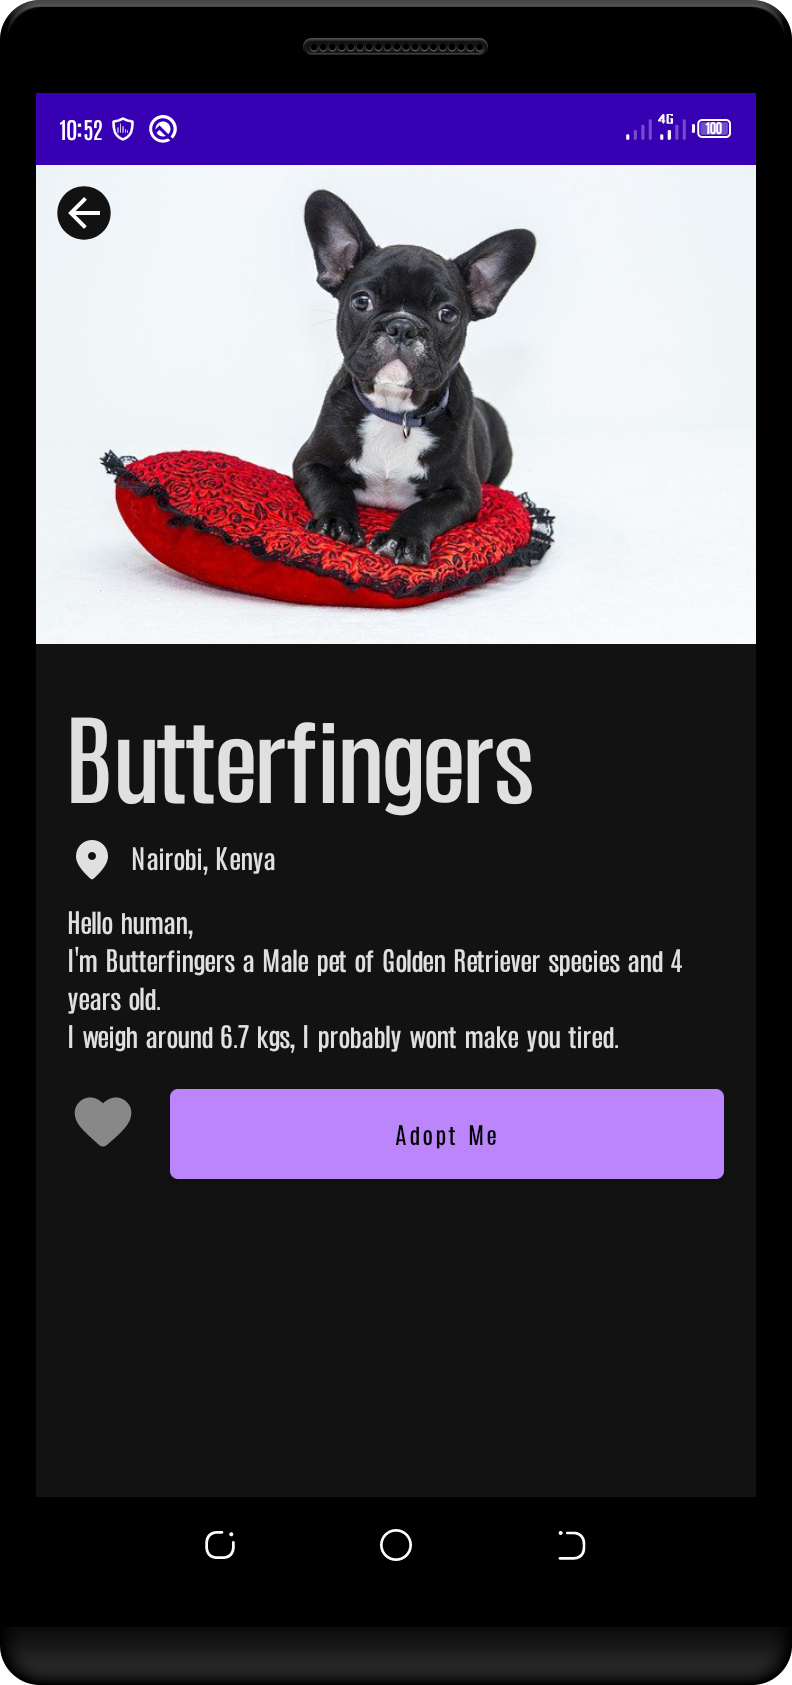 10:52
4G
100
Butterfingers
Nairobi, Kenya
Hello human,
I'm Butterfingers a Male pet of Golden Retriever species and 4
years old.
I weigh around 6.7 kgs, I probably wont make you tired.
Adopt Me